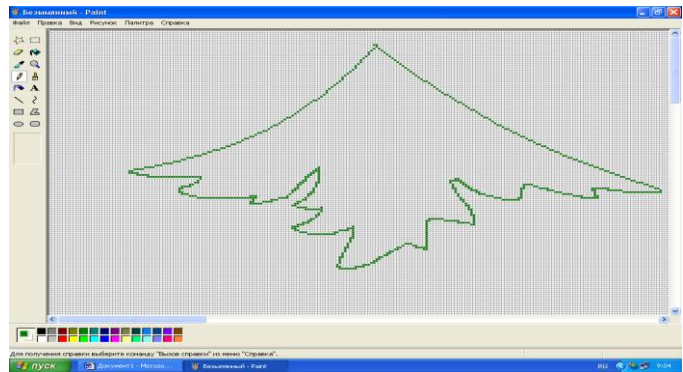 Безымянный - Paint
Файл Правка Вид Рисунок Палитра Справка
A
Для получения справки выберите команду "Вызов справки" из меню "Справка".
пуск Документ1 - Microso... Безымянный - Paint RU 9:04